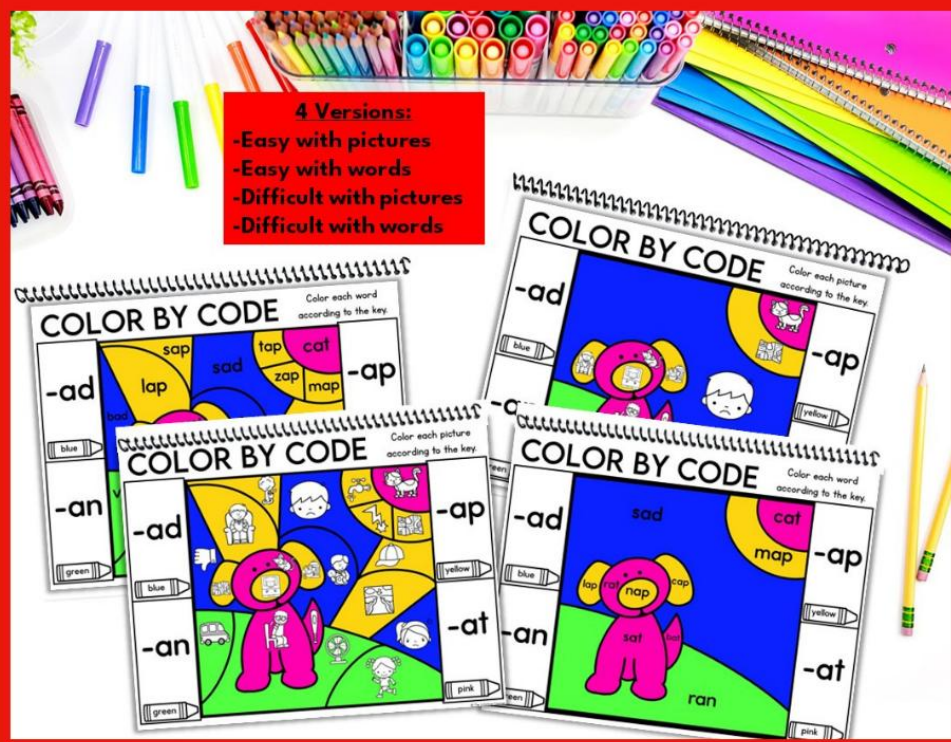 4 Versions:
-Easy with pictures
-Easy with words
-Difficult with pictures
-Difficult with words
COLOR BY CODE
Color each picture
according to the key.
-ad
blue
-ap
yellow
COLOR BY CODE
Color each word
according to the key.
-ad
blue
-an
green
-ap
sap
lap
sad
tap
cat
zap
map
bad
COLOR BY CODE
Color each picture
according to the key.
-ad
blue
-an
green
-ap
yellow
-at
pink
COLOR BY CODE
Color each word
according to the key.
-ad
blue
-an
-ap
yellow
-at
pink
sad
cat
map
lap
rat
nap
cap
sat
bat
ran